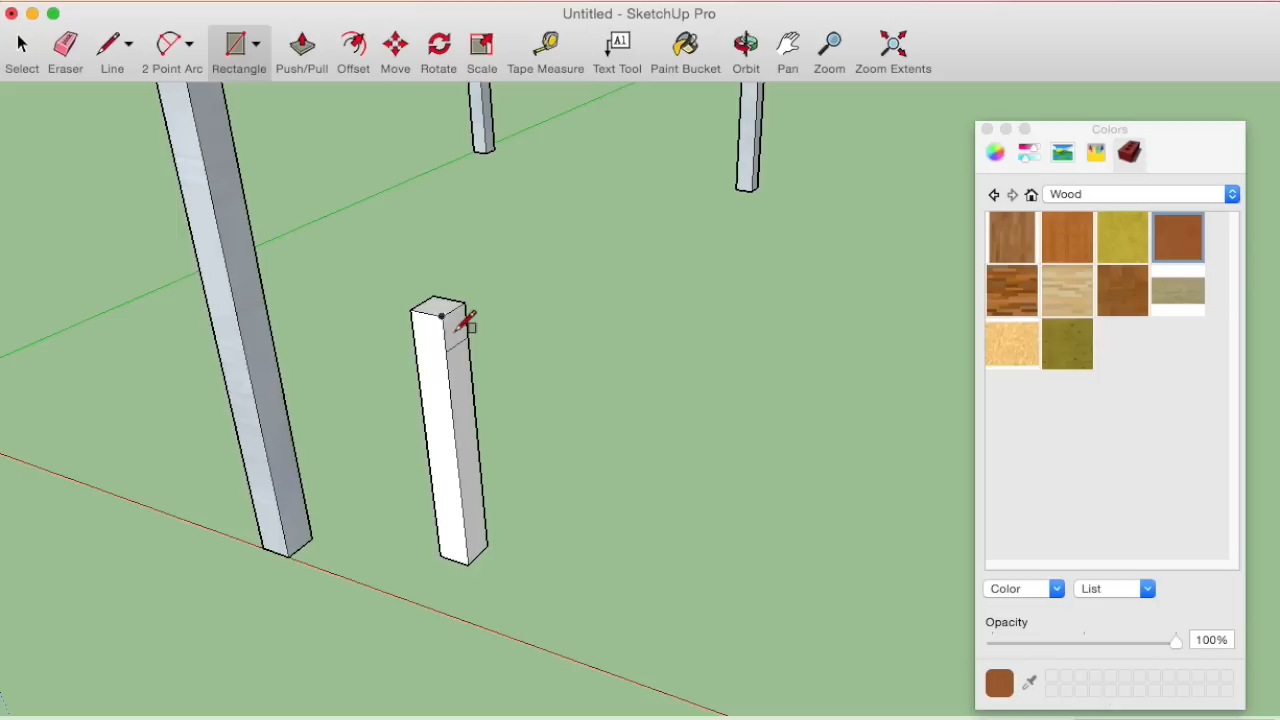 Untitled - SketchUp Pro
Select Eraser Line 2 Point Arc Rectangle Push/Pull Offset Move Rotate Scale Tape Measure Text Tool Paint Bucket Orbit Pan Zoom Zoom Extents
A1
Colors
Wood
Color List
Opacity
100%